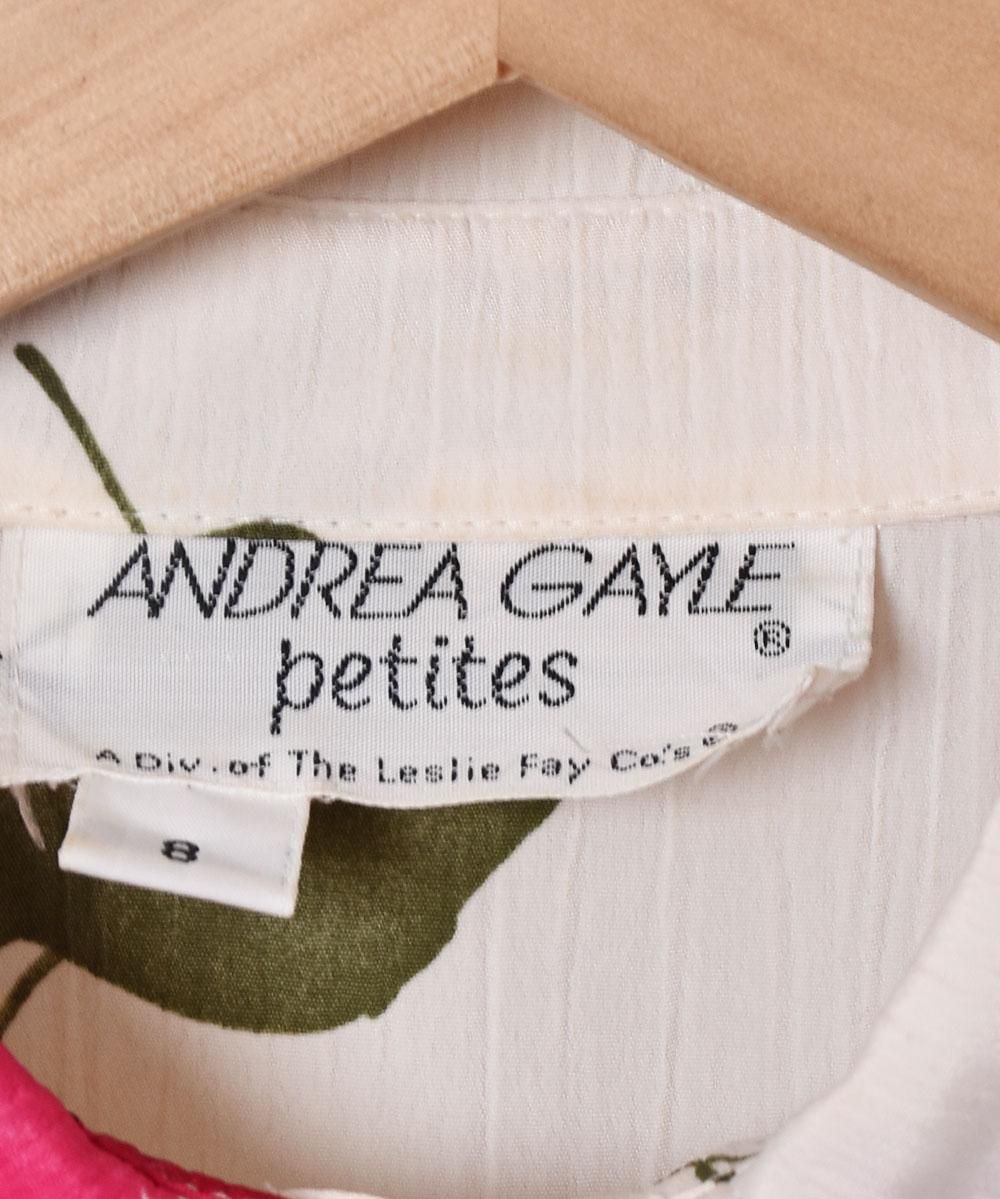 ANDREA GAYLE
®
petites
A Div. of The Leslie Fay Co's ®
8